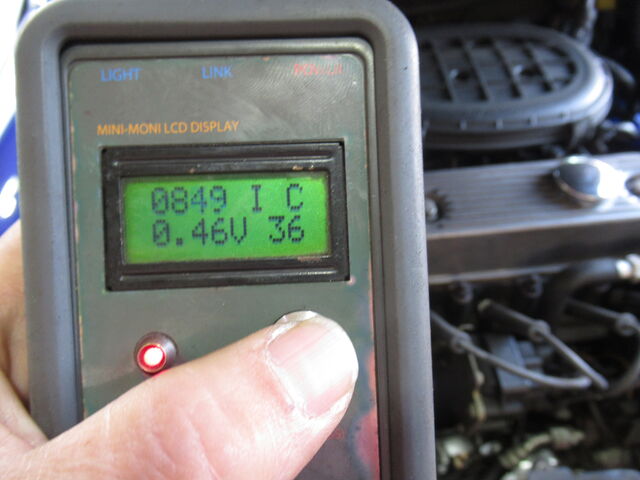 LIGHT LINK
MINI-MONI LCD DISPLAY
0849 I C
0.46V 36